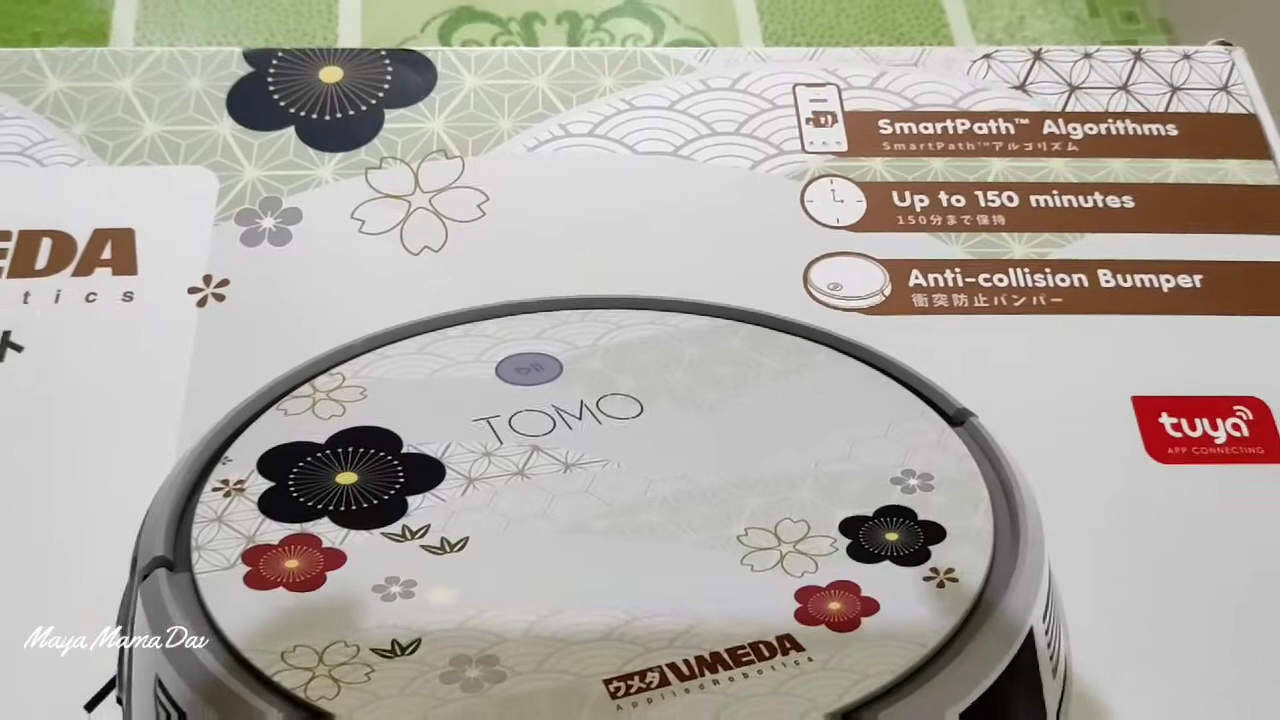 SmartPath™ Algorithms
SmartPath™アルゴリズム
Up to 150 minutes
150分まで保持
Anti-collision Bumper
衝突防止バンパー
EDA
tics
ト
tuya
APP CONNECTING
TOMO
ウメダ UMEDA
Applied Robotics
Maya Mama Dav